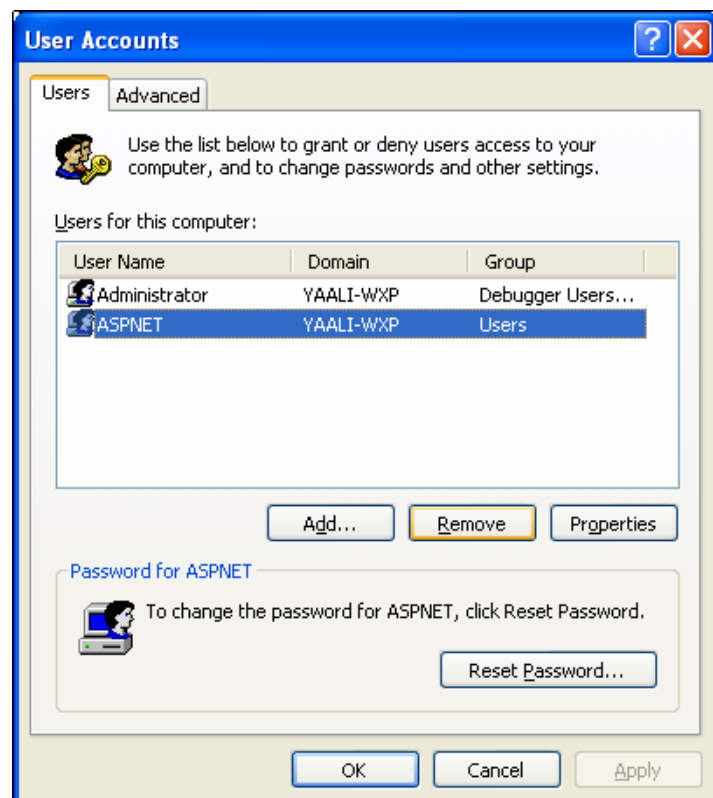 User Accounts
Users Advanced
Use the list below to grant or deny users access to your
computer, and to change passwords and other settings.
Users for this computer:
User Name Domain Group
Administrator YAALI-WXP Debugger Users...
ASPNET YAALI-WXP Users
Add... Remove Properties
Password for ASPNET
To change the password for ASPNET, click Reset Password.
Reset Password...
OK Cancel Apply